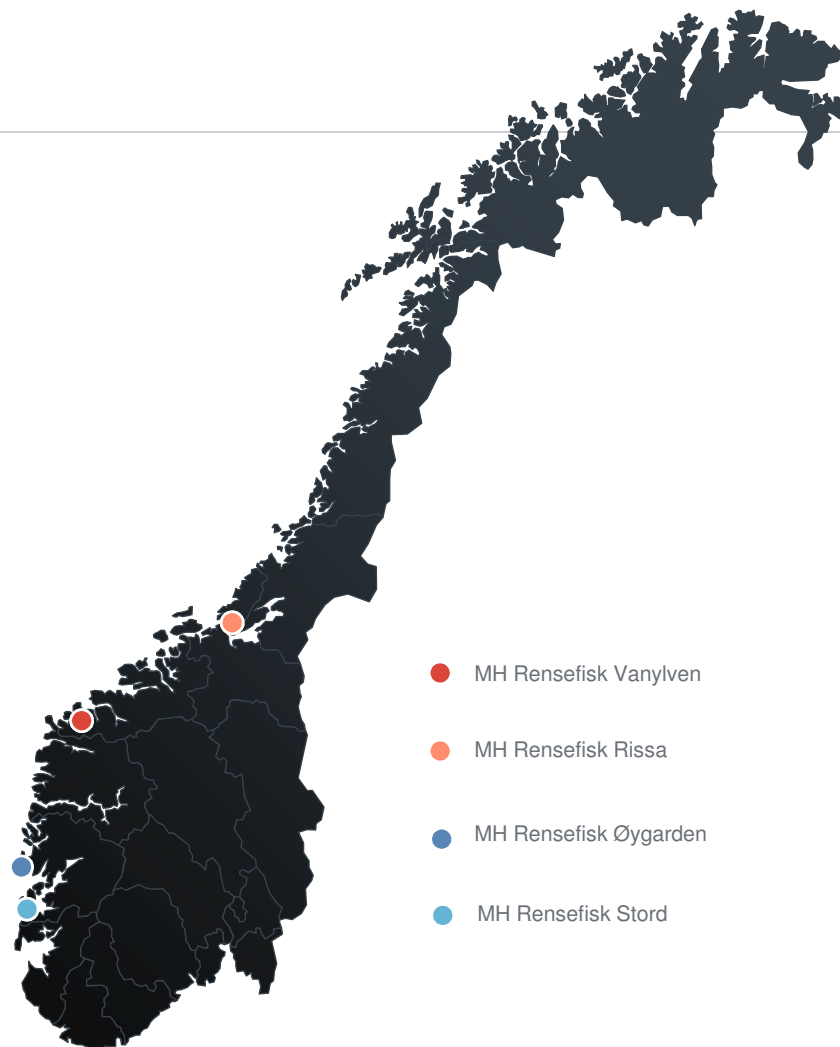 MH Rensefisk Vanylven
MH Rensefisk Rissa
MH Rensefisk Øygarden
MH Rensefisk Stord